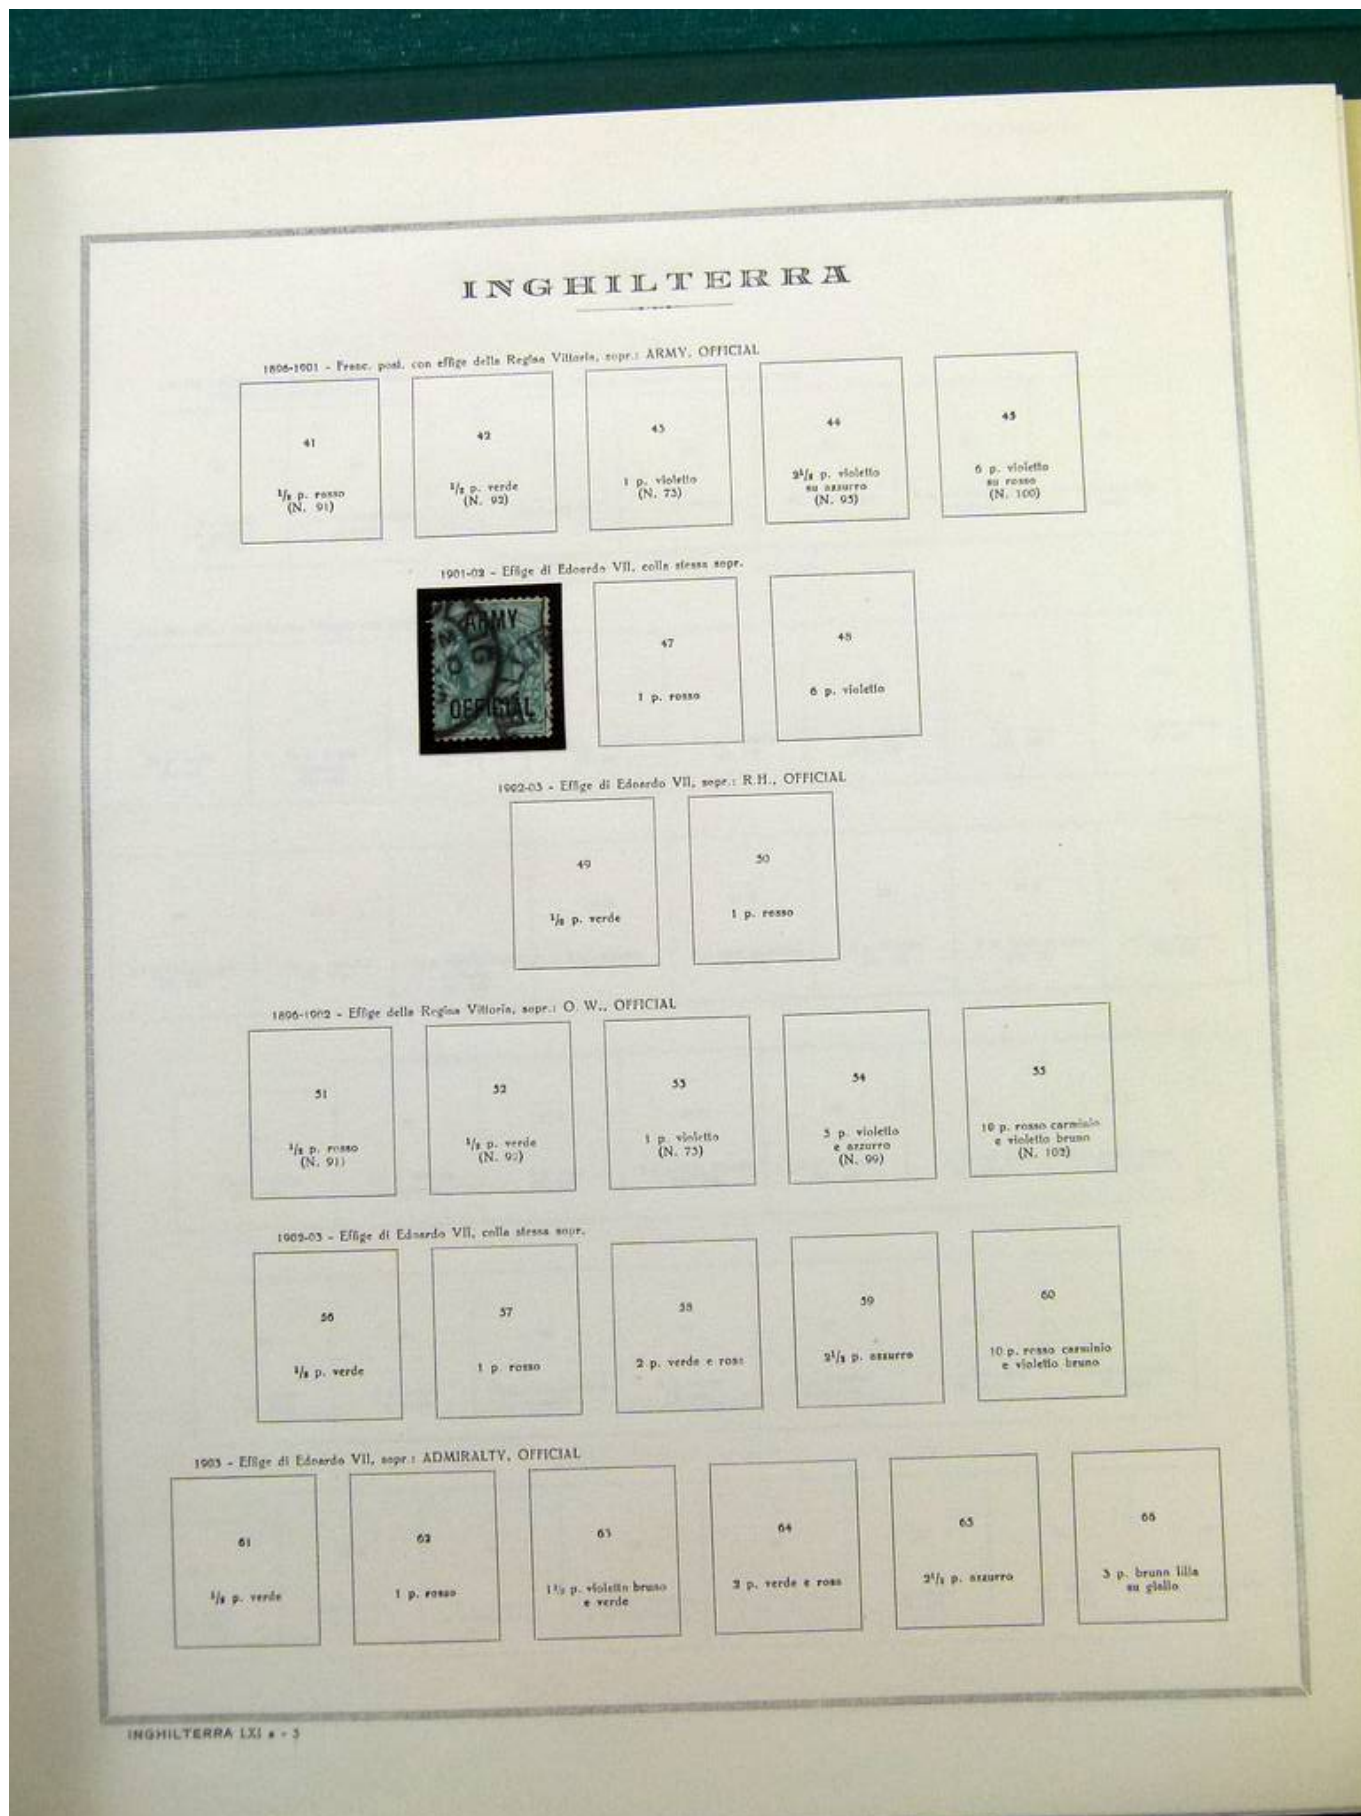 INGHILTERRA
1896-1901 - Franc. post. con effige della Regina Vittoria, sopr.: ARMY, OFFICIAL
41
42
43
44
45
1/2 p. rosso
(N. 91)
1/2 p. verde
(N. 92)
1 p. violetto
(N. 73)
2 1/2 p. violetto
su azzurro
(N. 95)
6 p. violetto
su rosso
(N. 100)
1901-02 - Effige di Edoardo VII, colla stessa sopr.
ARMY
OFFICIAL
47
1 p. rosso
48
6 p. violetto
1902-03 - Effige di Edoardo VII, sopr.: R.H., OFFICIAL
49
1/2 p. verde
50
1 p. rosso
1896-1902 - Effige della Regina Vittoria, sopr.: O. W., OFFICIAL
51
52
53
54
55
1/2 p. rosso
(N. 91)
1/2 p. verde
(N. 92)
1 p. violetto
(N. 73)
3 p. violetto
e azzurro
(N. 99)
10 p. rosso carminio
e violetto bruno
(N. 102)
1902-03 - Effige di Edoardo VII, colla stessa sopr.
56
57
58
59
60
1/2 p. verde
1 p. rosso
2 p. verde e rosa
2 1/2 p. azzurro
10 p. rosso carminio
e violetto bruno
1903 - Effige di Edoardo VII, sopr.: ADMIRALTY, OFFICIAL
61
62
63
64
65
66
1/2 p. verde
1 p. rosso
1 1/2 p. violetto bruno
e verde
2 p. verde e rosa
2 1/2 p. azzurro
3 p. bruno lilla
su giallo
INGHILTERRA LXI a - 3